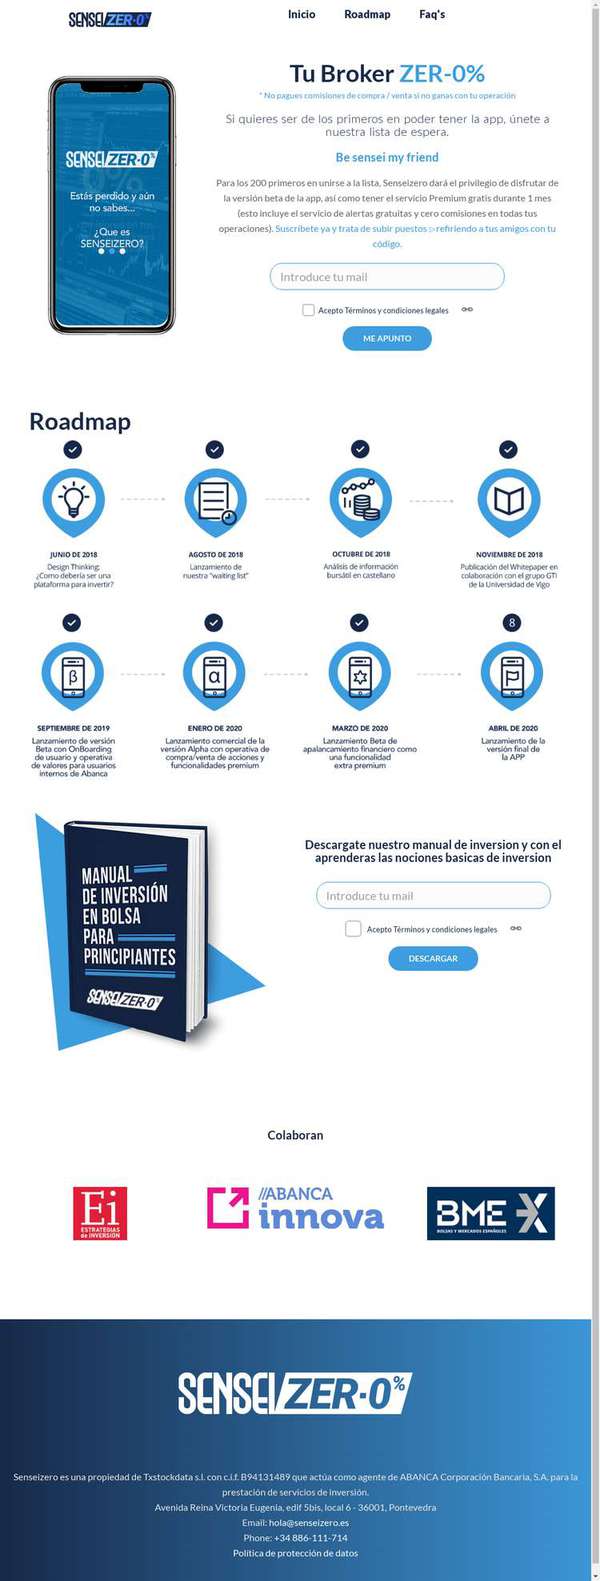 SENSEI ZER-0%
Inicio
Roadmap
Faq's
SENSEI ZER-0%
Estás perdido y aún
no sabes...
¿Que es
SENSEIZERO?
Tu Broker ZER-0%
* No pagues comisiones de compra / venta si no ganas con tu operación
Si quieres ser de los primeros en poder tener la app, únete a
nuestra lista de espera.
Be sensei my friend
Para los 200 primeros en unirse a la lista, Senseizero dará el privilegio de disfrutar de
la versión beta de la app, así como tener el servicio Premium gratis durante 1 mes
(esto incluye el servicio de alertas gratuitas y cero comisiones en todas tus
operaciones). Suscríbete ya y trata de subir puestos ▷refiriendo a tus amigos con tu
código.
Introduce tu mail
Acepto Términos y condiciones legales
ME APUNTO
Roadmap
JUNIO DE 2018
Design Thinking:
¿Como debería ser una
plataforma para invertir?
AGOSTO DE 2018
Lanzamiento de
nuestra "waiting list"
OCTUBRE DE 2018
Análisis de información
bursátil en castellano
NOVIEMBRE DE 2018
Publicación del Whitepaper en
colaboración con el grupo GTI
de la Universidad de Vigo
8
β
α
SEPTIEMBRE DE 2019
Lanzamiento de versión
Beta con OnBoarding
de usuario y operativa
de valores para usuarios
internos de Abanca
ENERO DE 2020
Lanzamiento comercial de la
versión Alpha con operativa de
compra/venta de acciones y
funcionalidades premium
MARZO DE 2020
Lanzamiento Beta de
apalancamiento financiero como
una funcionalidad
extra premium
ABRIL DE 2020
Lanzamiento de la
versión final de
la APP
MANUAL
DE INVERSIÓN
EN BOLSA
PARA
PRINCIPIANTES
SENSEI ZER-0%
Descargate nuestro manual de inversion y con el
aprenderas las nociones basicas de inversion
Introduce tu mail
Acepto Términos y condiciones legales
DESCARGAR
Colaboran
Ei
ESTRATEGIAS
de INVERSIÓN
//ABANCA
innova
BME X
BOLSAS Y MERCADOS ESPAÑOLES
SENSEI ZER-0%
Senseizero es una propiedad de Txstockdata s.l. con c.i.f. B94131489 que actúa como agente de ABANCA Corporación Bancaria, S.A. para la
prestación de servicios de inversión.
Avenida Reina Victoria Eugenia, edif 5bis, local 6 - 36001, Pontevedra
Email: hola@senseizero.es
Phone: +34 886-111-714
Política de protección de datos